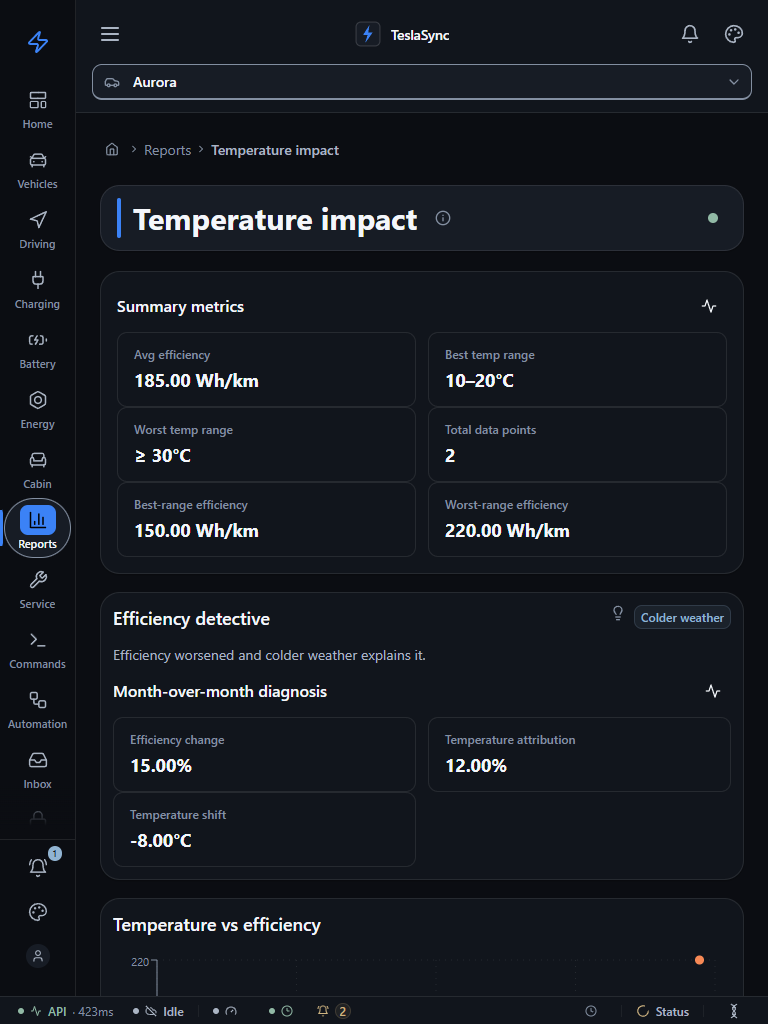 TeslaSync
Aurora
Home
Vehicles
Driving
Charging
Battery
Energy
Cabin
Reports
Service
Commands
Automation
Inbox
1
Reports
Temperature impact
Temperature impact
Summary metrics
Avg efficiency
185.00 Wh/km
Best temp range
10–20°C
Worst temp range
≥ 30°C
Total data points
2
Best-range efficiency
150.00 Wh/km
Worst-range efficiency
220.00 Wh/km
Efficiency detective
Colder weather
Efficiency worsened and colder weather explains it.
Month-over-month diagnosis
Efficiency change
15.00%
Temperature attribution
12.00%
Temperature shift
-8.00°C
Temperature vs efficiency
220
API · 423ms
Idle
2
Status